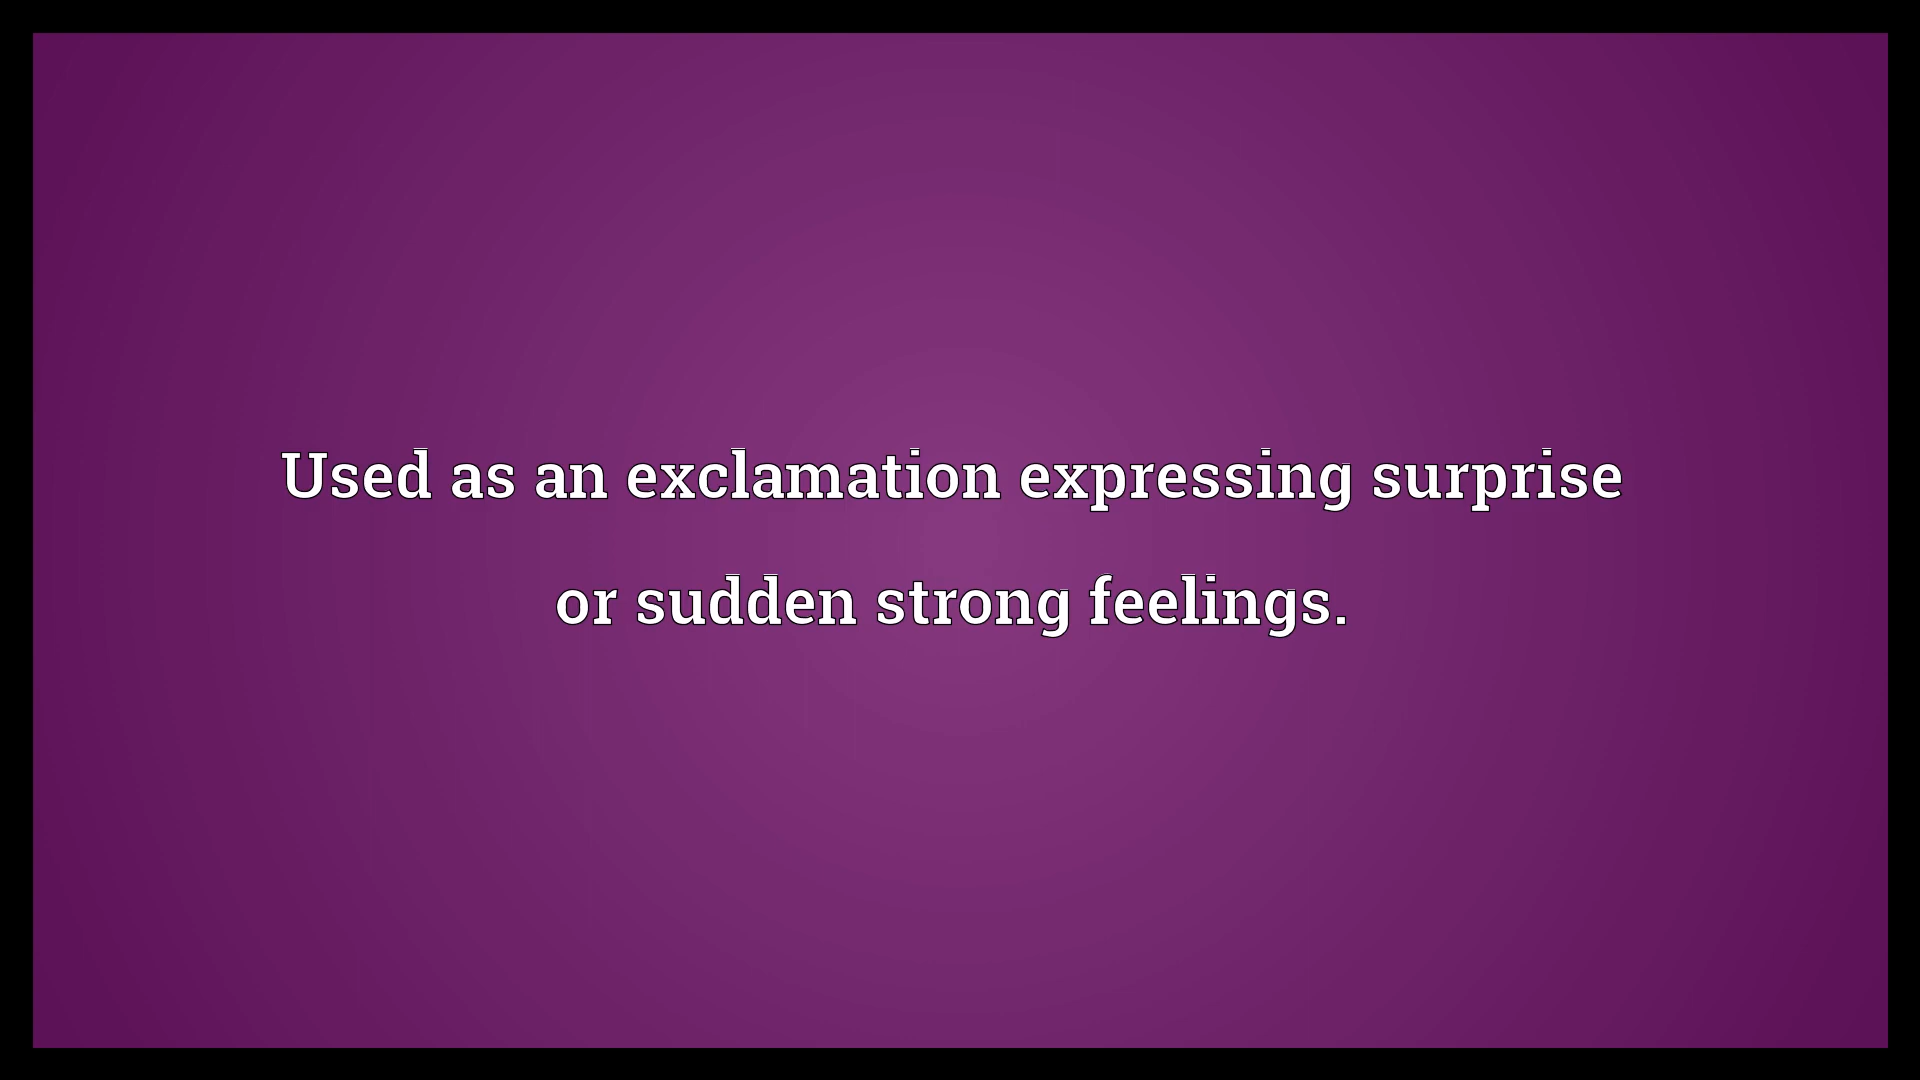 Used as an exclamation expressing surprise
or sudden strong feelings.